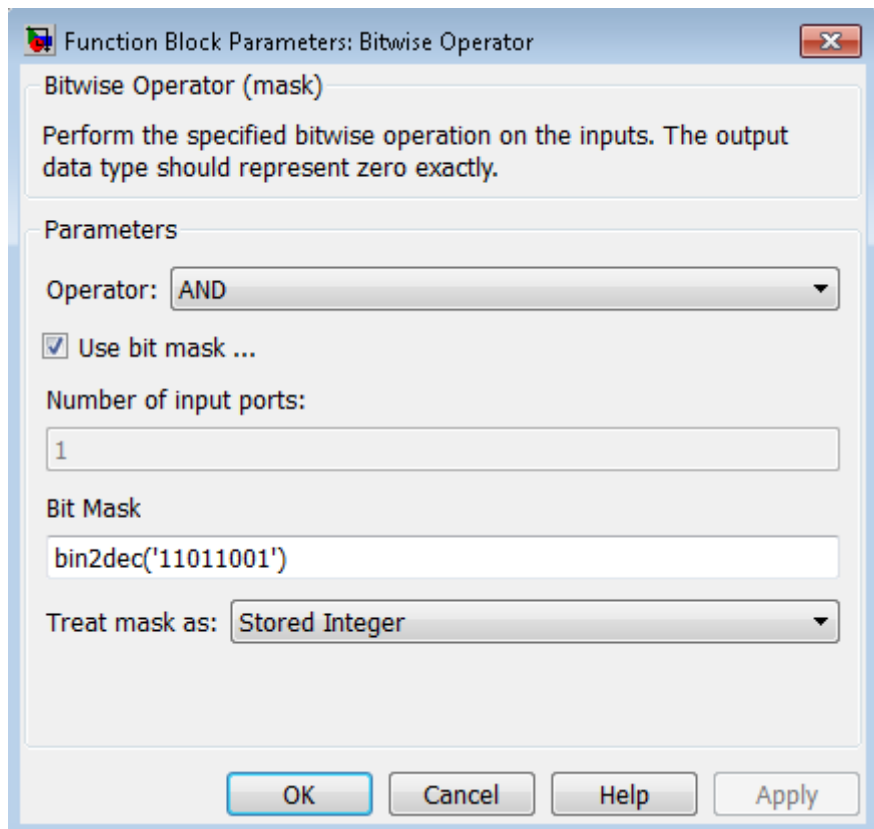 Function Block Parameters: Bitwise Operator
Bitwise Operator (mask)
Perform the specified bitwise operation on the inputs. The output
data type should represent zero exactly.
Parameters
Operator: AND
Use bit mask ...
Number of input ports:
1
Bit Mask
bin2dec('11011001')
Treat mask as: Stored Integer
OK Cancel Help Apply